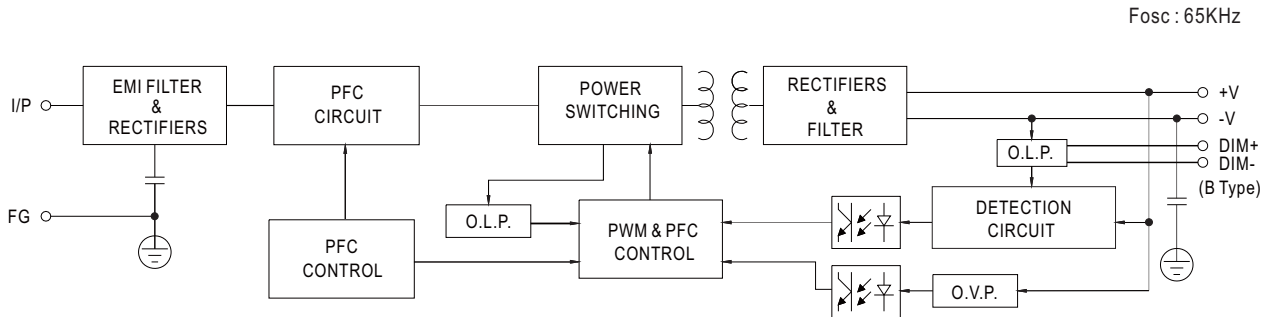 Fosc : 65KHz
I/P
EMI FILTER
&
RECTIFIERS
PFC
CIRCUIT
POWER
SWITCHING
RECTIFIERS
&
FILTER
+V
-V
DIM+
DIM-
(B Type)
O.L.P.
FG
O.L.P.
PFC
CONTROL
PWM & PFC
CONTROL
DETECTION
CIRCUIT
O.V.P.